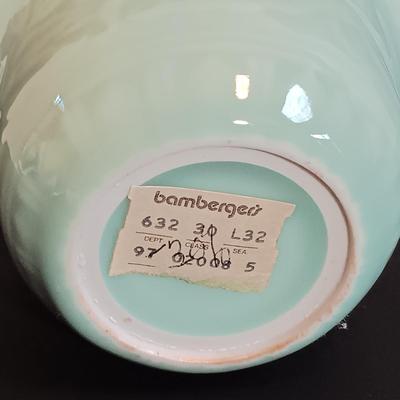 bamberger's
632 30 L32
DEPT CLASS SEA.
97 02008 5